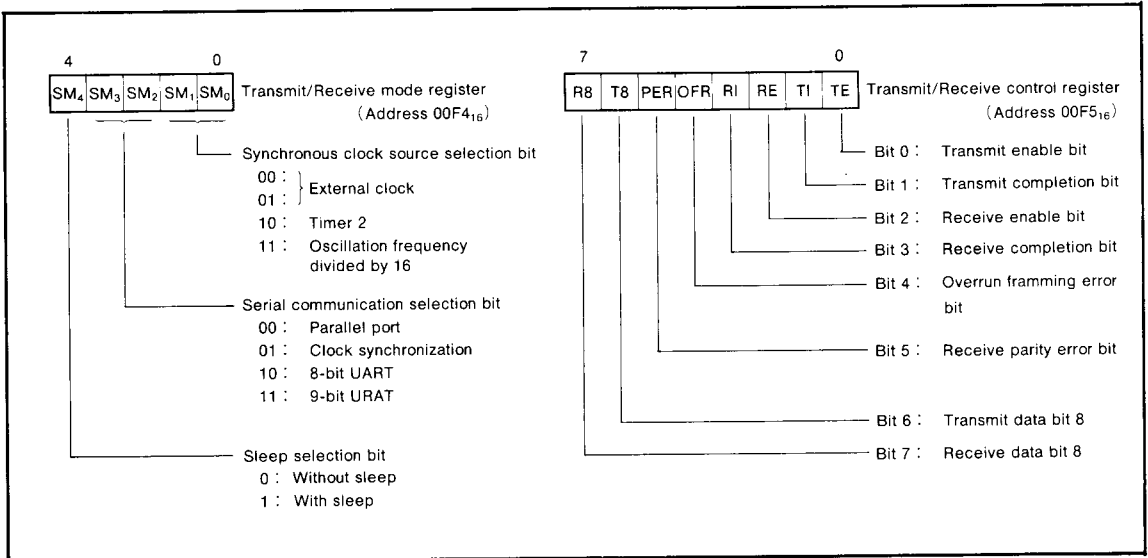 4 0
SM₄ SM₃ SM₂ SM₁ SM₀ Transmit/Receive mode register
(Address 00F4₁₆)
Synchronous clock source selection bit
00 :
01 : } External clock
10 : Timer 2
11 : Oscillation frequency
divided by 16
Serial communication selection bit
00 : Parallel port
01 : Clock synchronization
10 : 8-bit UART
11 : 9-bit URAT
Sleep selection bit
0 : Without sleep
1 : With sleep
7 0
R8 T8 PER OFR RI RE TI TE Transmit/Receive control register
(Address 00F5₁₆)
Bit 0 : Transmit enable bit
Bit 1 : Transmit completion bit
Bit 2 : Receive enable bit
Bit 3 : Receive completion bit
Bit 4 : Overrun framming error
bit
Bit 5 : Receive parity error bit
Bit 6 : Transmit data bit 8
Bit 7 : Receive data bit 8